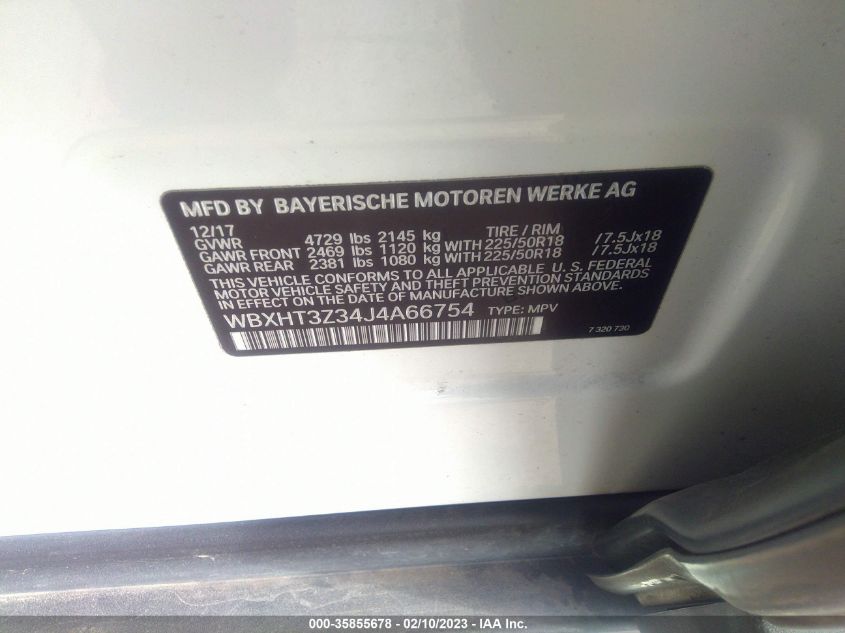 MFD BY BAYERISCHE MOTOREN WERKE AG
12/17 TIRE / RIM
GVWR 4729 lbs 2145 kg
GAWR FRONT 2469 lbs 1120 kg WITH 225/50R18 / 7.5Jx18
GAWR REAR 2381 lbs 1080 kg WITH 225/50R18 / 7.5Jx18
THIS VEHICLE CONFORMS TO ALL APPLICABLE U. S. FEDERAL
MOTOR VEHICLE SAFETY AND THEFT PREVENTION STANDARDS
IN EFFECT ON THE DATE OF MANUFACTURE SHOWN ABOVE.
WBXHT3Z34J4A66754 TYPE: MPV
7 320 730
000-35855678 - 02/10/2023 - IAA Inc.